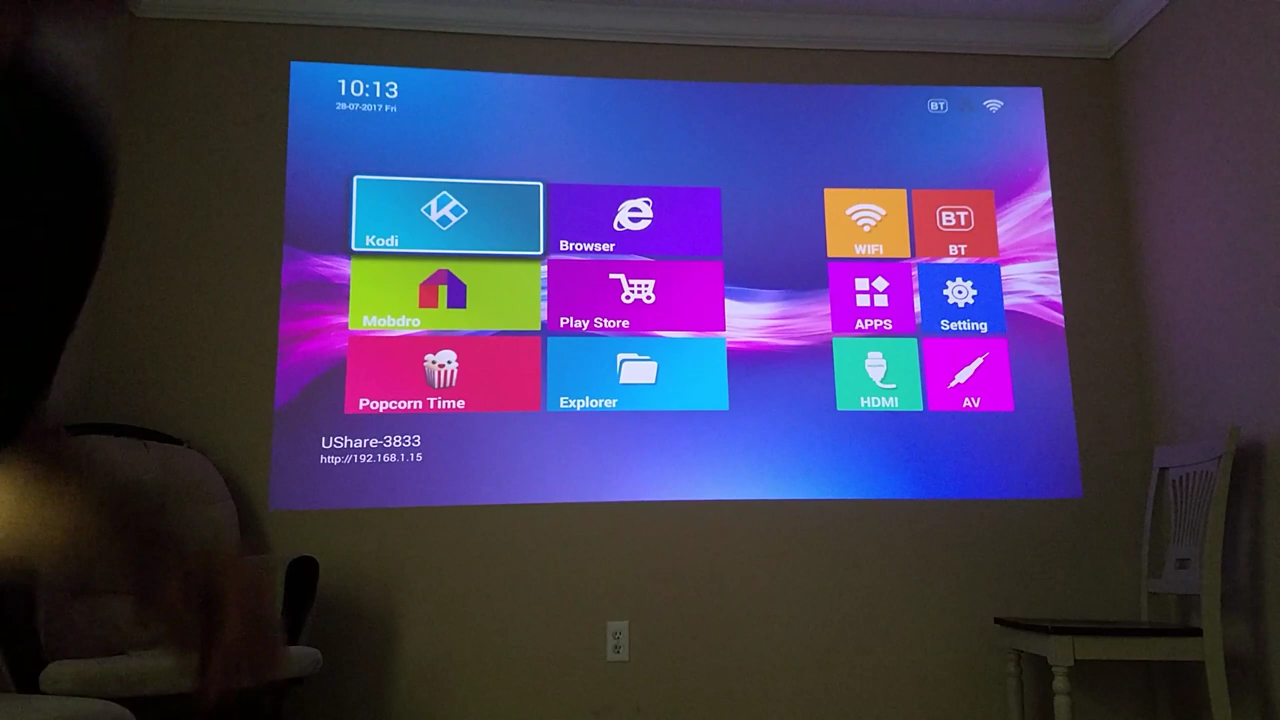 10:13
28-07-2017 Fri
BT
Kodi
Browser
WIFI
BT
BT
Mobdro
Play Store
APPS
Setting
Popcorn Time
Explorer
HDMI
AV
UShare-3833
http://192.168.1.15